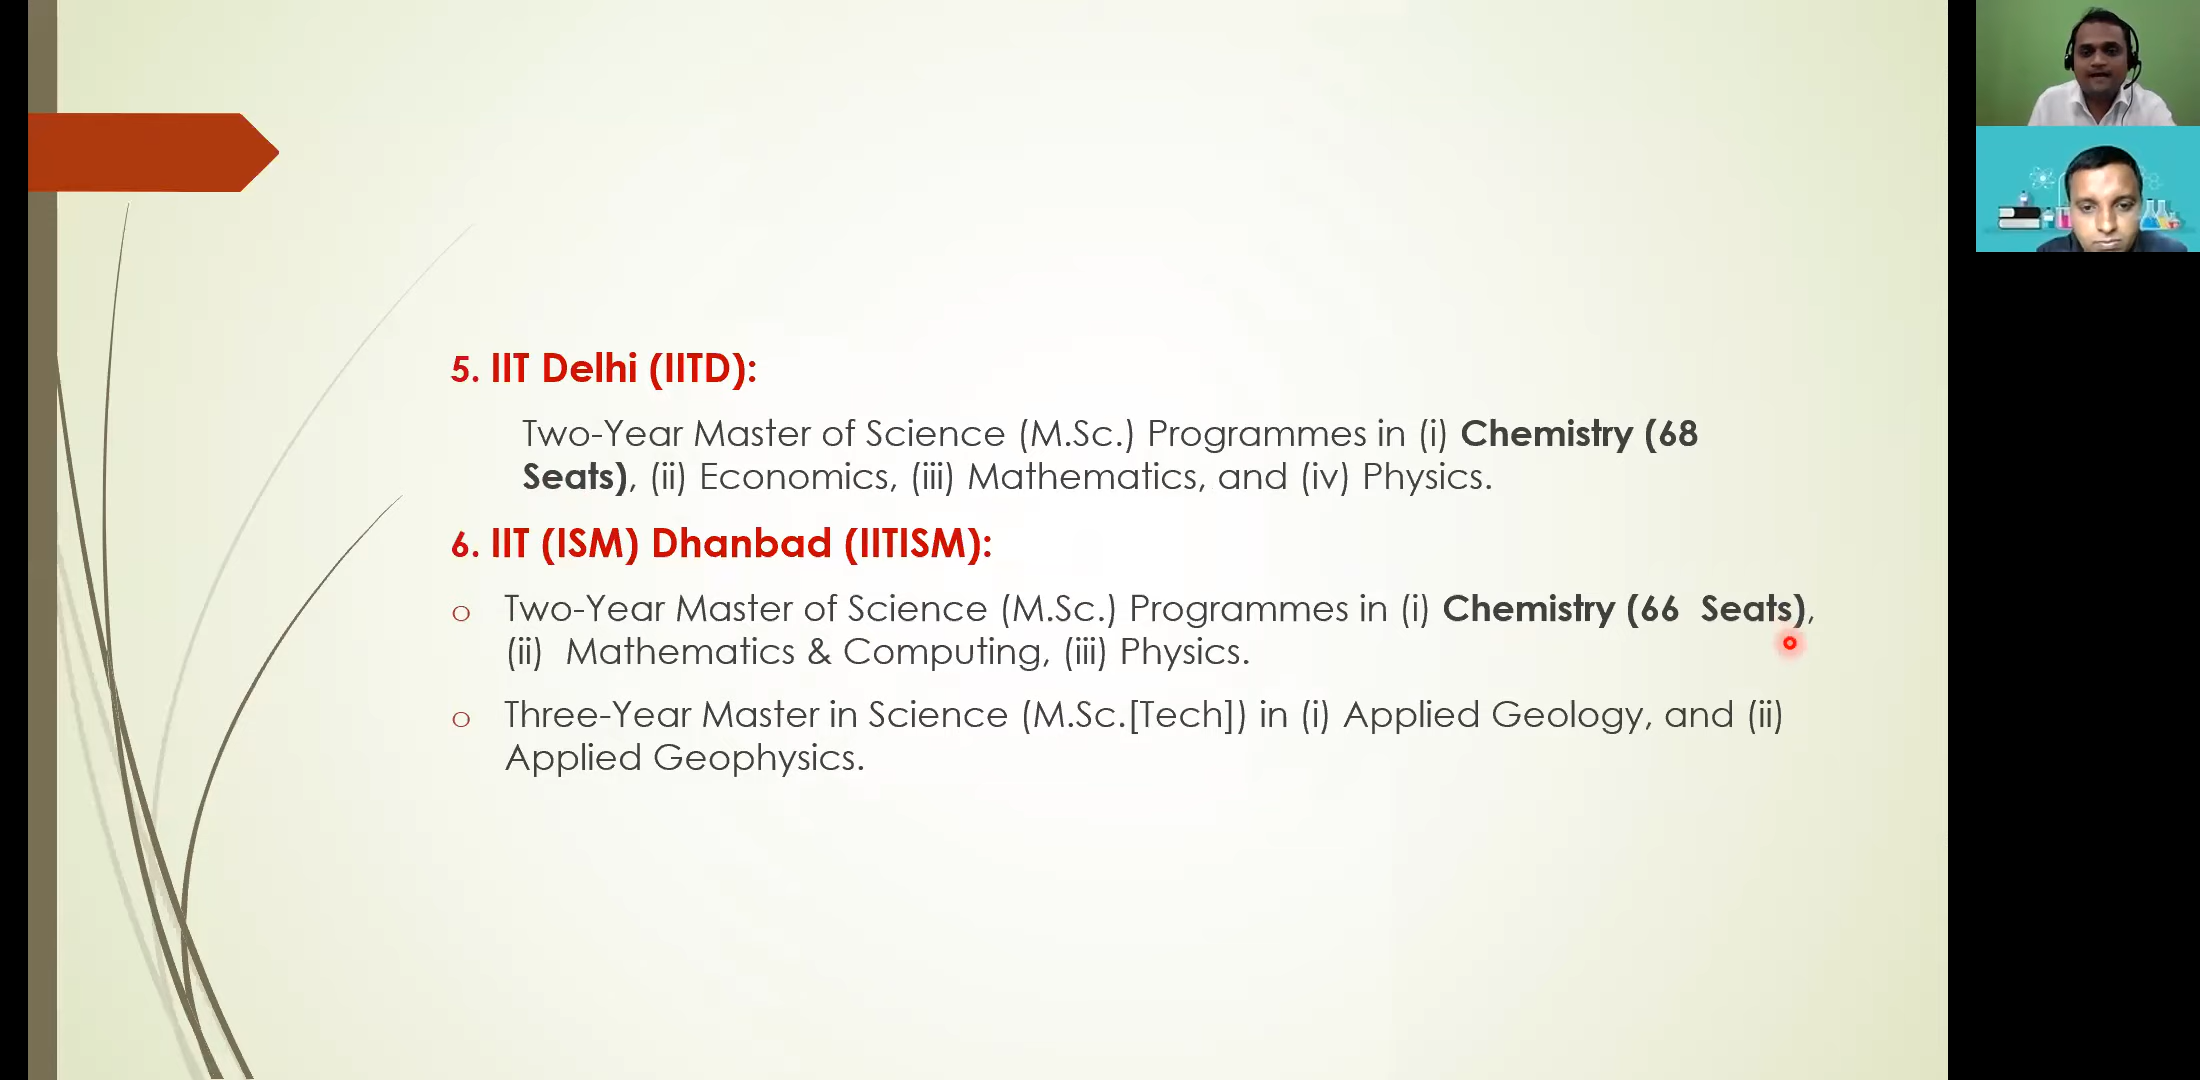 5. IIT Delhi (IITD):
Two-Year Master of Science (M.Sc.) Programmes in (i) Chemistry (68
Seats), (ii) Economics, (iii) Mathematics, and (iv) Physics.
6. IIT (ISM) Dhanbad (IITISM):
o Two-Year Master of Science (M.Sc.) Programmes in (i) Chemistry (66 Seats),
(ii) Mathematics & Computing, (iii) Physics.
o Three-Year Master in Science (M.Sc.[Tech]) in (i) Applied Geology, and (ii)
Applied Geophysics.